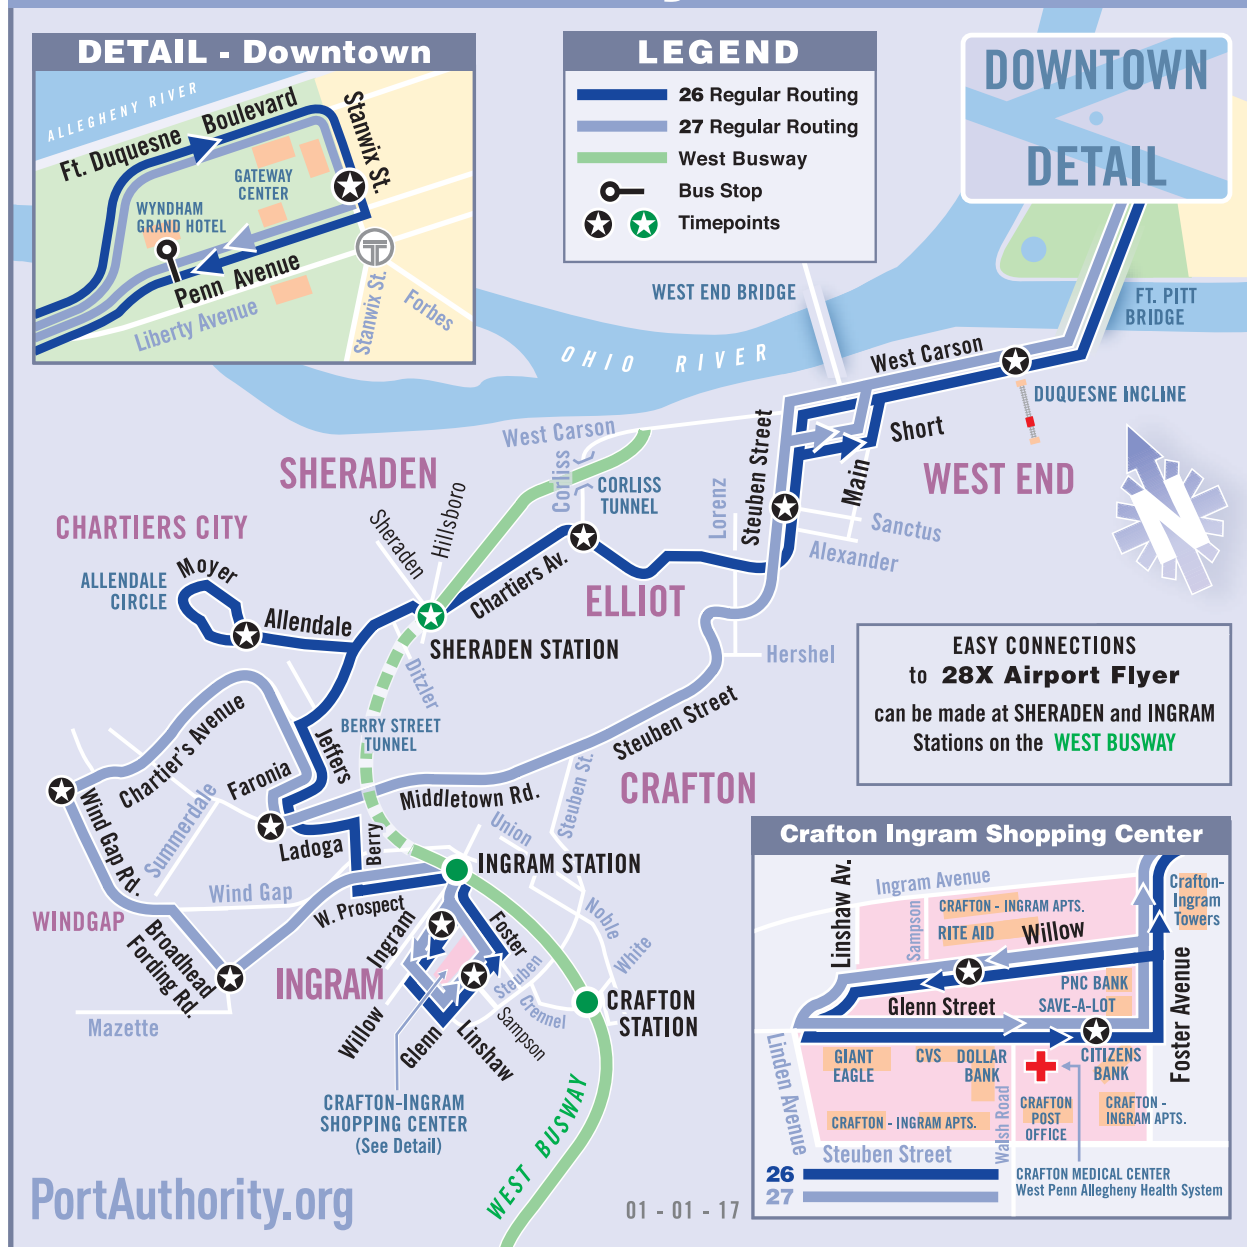 DETAIL - Downtown
ALLEGHENY RIVER
Ft. Duquesne Boulevard
Stanwix St.
GATEWAY
CENTER
WYNDHAM
GRAND HOTEL
Penn Avenue
Liberty Avenue
Stanwix St.
Forbes
LEGEND
26 Regular Routing
27 Regular Routing
West Busway
Bus Stop
Timepoints
DOWNTOWN
DETAIL
WEST END BRIDGE
FT. PITT
BRIDGE
OHIO RIVER
West Carson
DUQUESNE INCLINE
West Carson
Steuben Street
Short
Main
WEST END
SHERADEN
Corliss
CORLISS
TUNNEL
Lorenz
Sanctus
Alexander
N
CHARTIERS CITY
Sheraden
Hillsboro
Moyer
ALLENDALE
CIRCLE
Allendale
Chartiers Av.
ELLIOT
SHERADEN STATION
Ditzler
Hershel
EASY CONNECTIONS
to 28X Airport Flyer
can be made at SHERADEN and INGRAM
Stations on the WEST BUSWAY
BERRY STREET
TUNNEL
Steuben Street
Chartier's Avenue
Jeffers
Faronia
CRAFTON
Middletown Rd.
Steuben St.
Wind Gap Rd.
Summerdale
Ladoga
Berry
Union
INGRAM STATION
Wind Gap
W. Prospect
WINDGAP
Broadhead
Fording Rd.
Ingram
Foster
Noble
White
INGRAM
Steuben
Crennel
CRAFTON
STATION
Mazette
Willow
Glenn
Linshaw
Sampson
CRAFTON-INGRAM
SHOPPING CENTER
(See Detail)
WEST BUSWAY
PortAuthority.org
01 - 01 - 17
Crafton Ingram Shopping Center
Linshaw Av.
Ingram Avenue
Sampson
CRAFTON - INGRAM APTS.
RITE AID
Willow
Crafton-
Ingram
Towers
PNC BANK
Glenn Street
SAVE-A-LOT
Foster Avenue
Linden Avenue
GIANT
EAGLE
CVS
DOLLAR
BANK
CITIZENS
BANK
Walsh Road
CRAFTON
POST
OFFICE
CRAFTON -
INGRAM APTS.
CRAFTON - INGRAM APTS.
Steuben Street
26
27
CRAFTON MEDICAL CENTER
West Penn Allegheny Health System